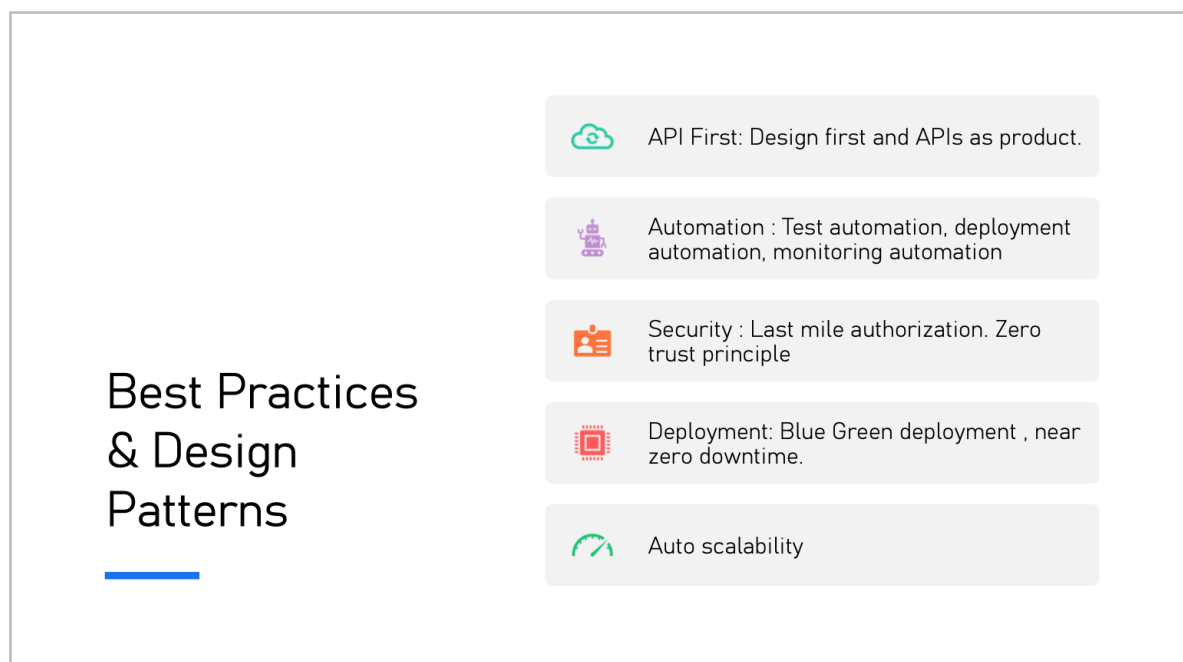 Best Practices
& Design
Patterns
API First: Design first and APIs as product.
Automation : Test automation, deployment
automation, monitoring automation
Security : Last mile authorization. Zero
trust principle
Deployment: Blue Green deployment , near
zero downtime.
Auto scalability